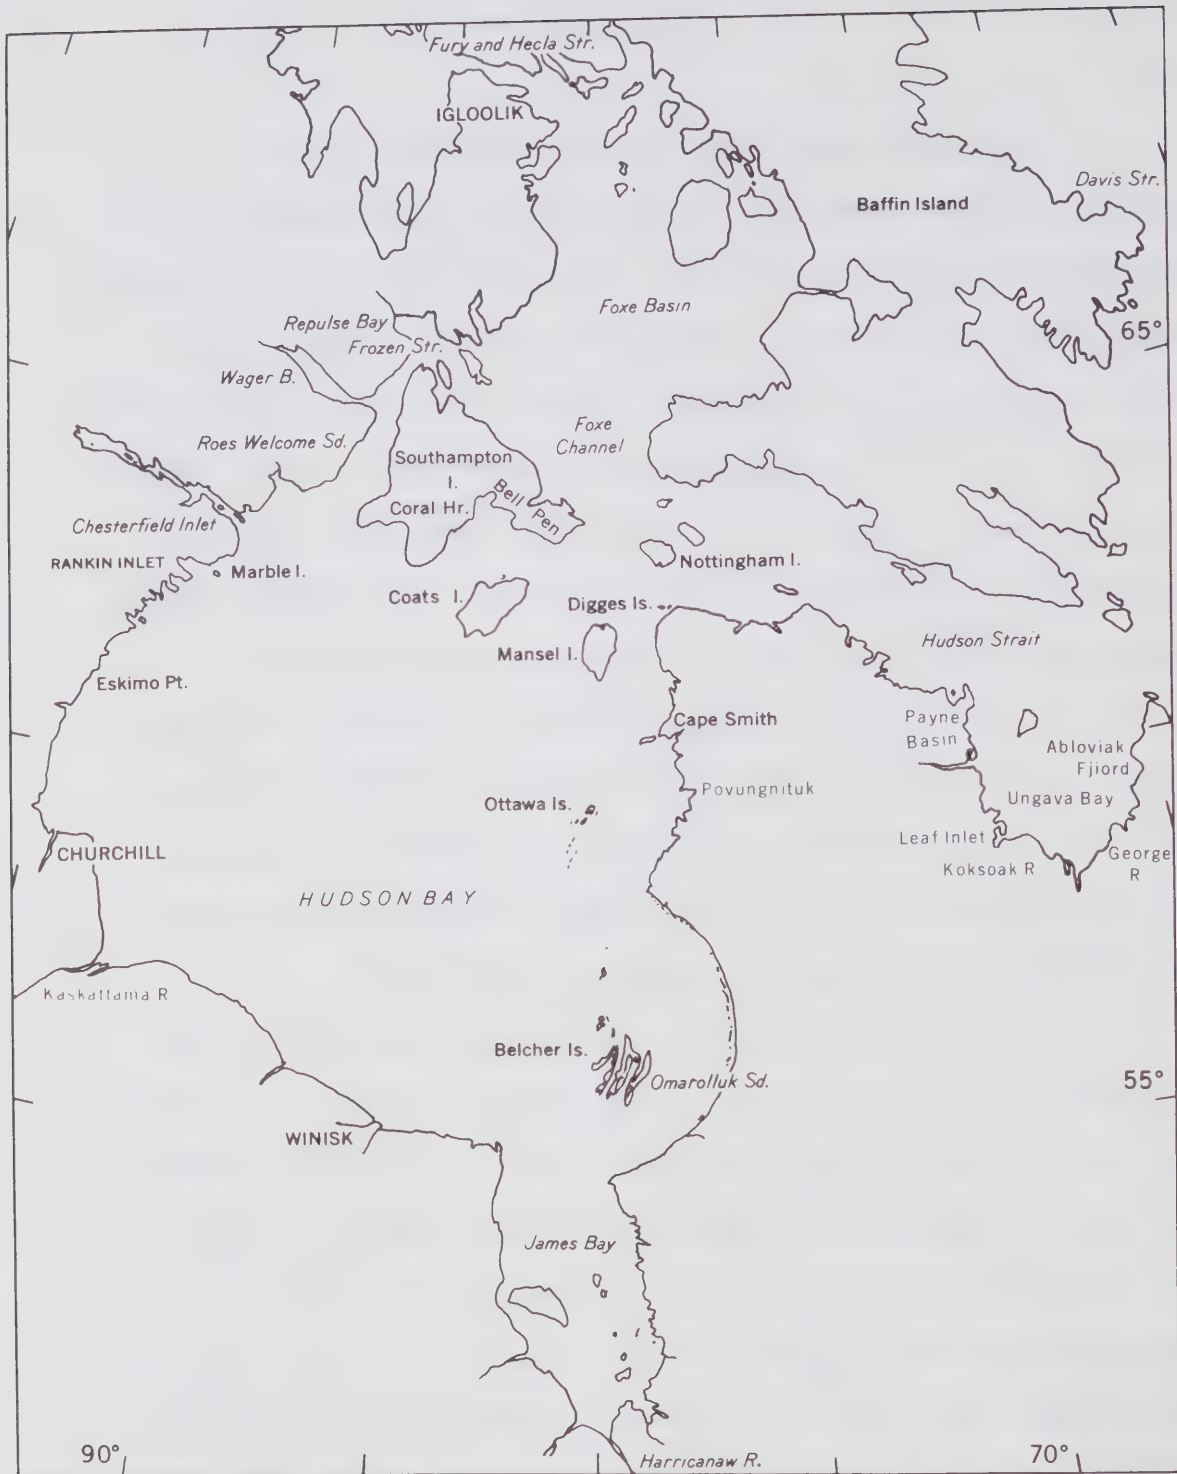 Fury and Hecla Str.
IGLOOLIK
Davis Str.
Baffin Island
Foxe Basin
Repulse Bay
65°
Frozen Str.
Wager B.
Foxe
Channel
Roes Welcome Sd.
Southampton
I.
Bell
Pen
Coral Hr.
Chesterfield Inlet
RANKIN INLET
Marble I.
Nottingham I.
Coats I.
Digges Is.
Hudson Strait
Mansel I.
Eskimo Pt.
Cape Smith
Payne
Basin
Abloviak
Fjiord
Povungnituk
Ungava Bay
Ottawa Is.
Leaf Inlet
CHURCHILL
George
R
Koksoak R
HUDSON BAY
Kaskattama R
Belcher Is.
Omarolluk Sd.
55°
WINISK
James Bay
90°
70°
Harricanaw R.